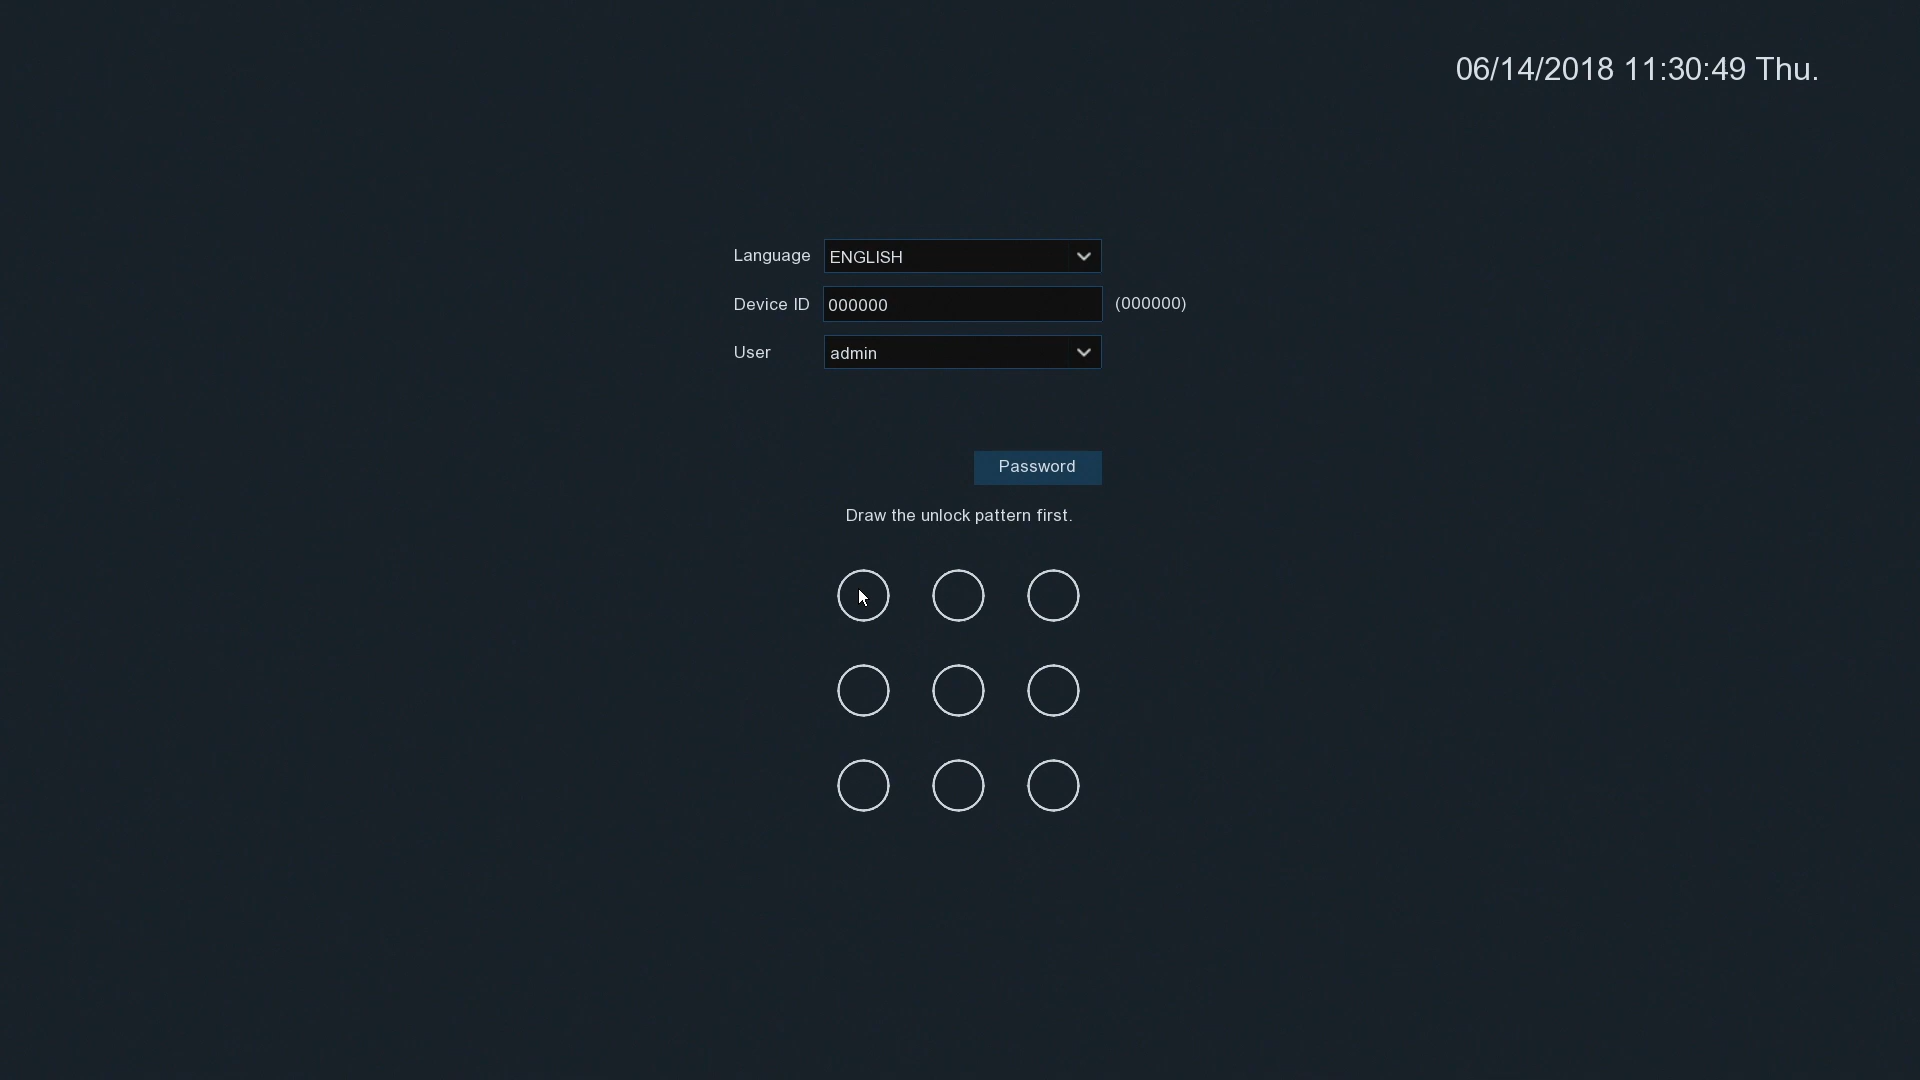 06/14/2018 11:30:49 Thu.
Language ENGLISH
Device ID 000000 (000000)
User admin
Password
Draw the unlock pattern first.